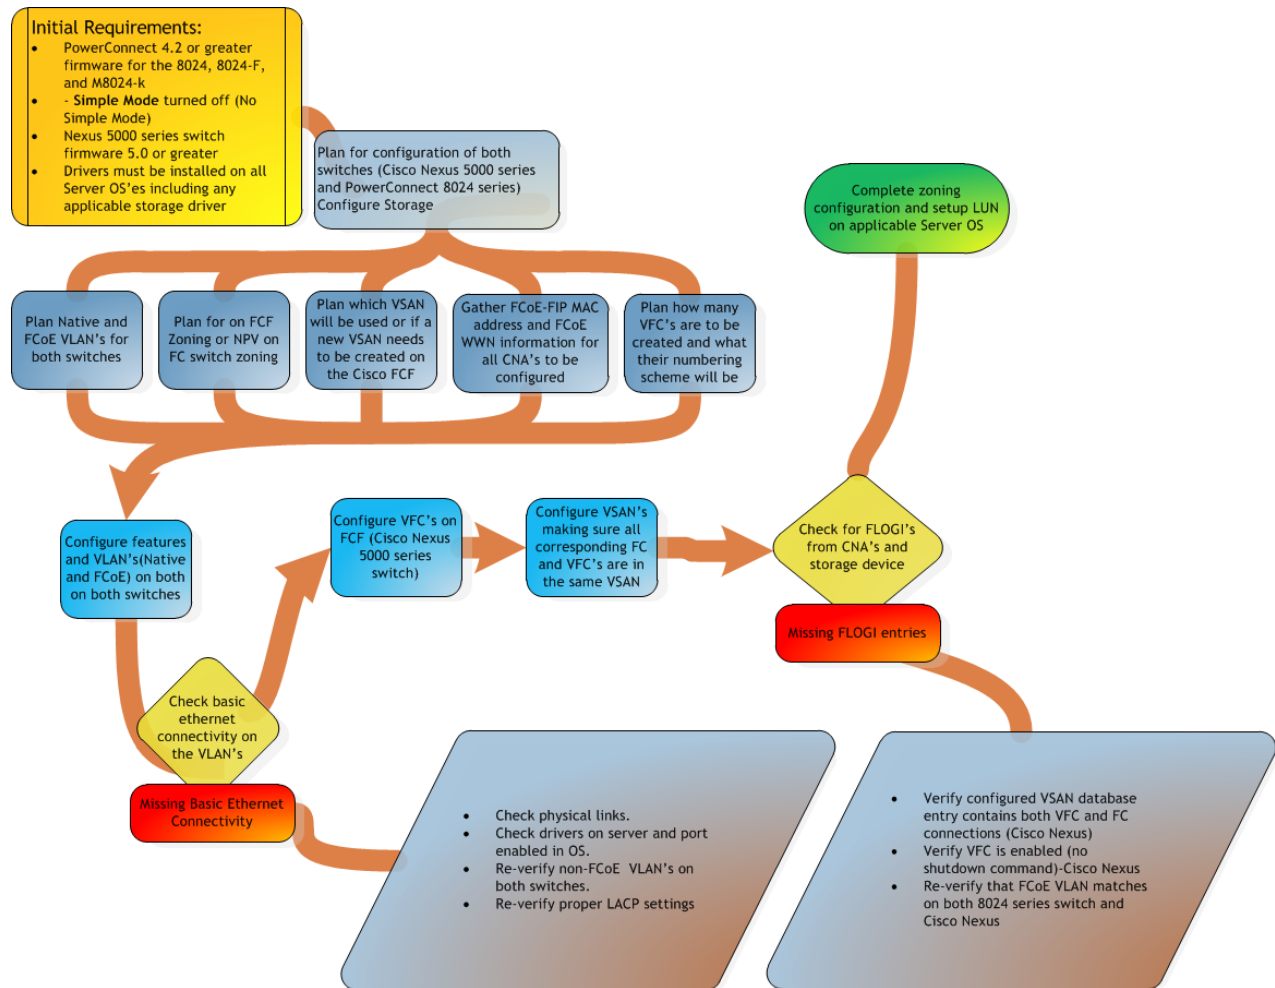 Initial Requirements:
• PowerConnect 4.2 or greater
firmware for the 8024, 8024-F,
and M8024-k
• - Simple Mode turned off (No
Simple Mode)
• Nexus 5000 series switch
firmware 5.0 or greater
• Drivers must be installed on all
Server OS'es including any
applicable storage driver
Plan for configuration of both
switches (Cisco Nexus 5000 series
and PowerConnect 8024 series)
Configure Storage
Complete zoning
configuration and setup LUN
on applicable Server OS
Plan Native and
FCoE VLAN's for
both switches
Plan for on FCF
Zoning or NPV on
FC switch zoning
Plan which VSAN
will be used or if a
new VSAN needs
to be created on
the Cisco FCF
Gather FCoE-FIP MAC
address and FCoE
WWN information for
all CNA's to be
configured
Plan how many
VFC's are to be
created and what
their numbering
scheme will be
Configure features
and VLAN's(Native
and FCoE) on both
on both switches
Configure VFC's on
FCF (Cisco Nexus
5000 series
switch)
Configure VSAN's
making sure all
corresponding FC
and VFC's are in
the same VSAN
Check for FLOGI's
from CNA's and
storage device
Missing FLOGI entries
Check basic
ethernet
connectivity on
the VLAN's
Missing Basic Ethernet
Connectivity
• Check physical links.
• Check drivers on server and port
enabled in OS.
• Re-verify non-FCoE VLAN's on
both switches.
• Re-verify proper LACP settings
• Verify configured VSAN database
entry contains both VFC and FC
connections (Cisco Nexus)
• Verify VFC is enabled (no
shutdown command)-Cisco Nexus
• Re-verify that FCoE VLAN matches
on both 8024 series switch and
Cisco Nexus